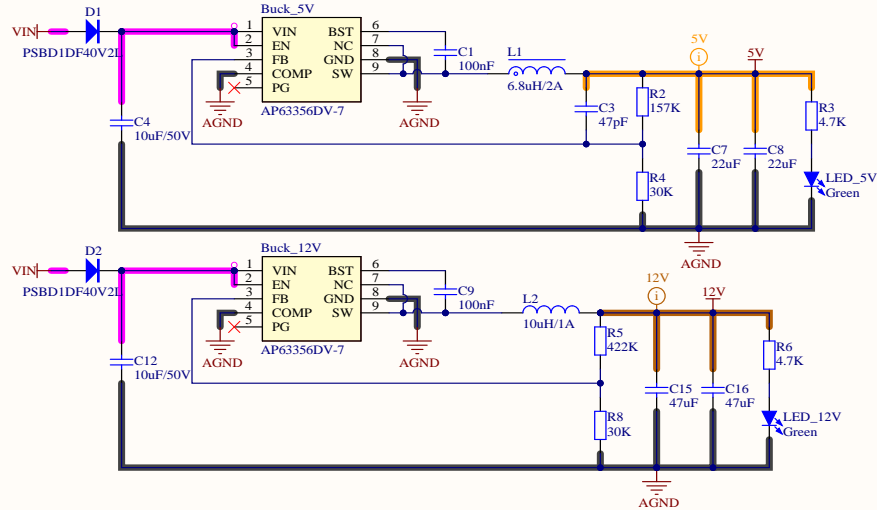 Buck_5V
D1
VIN
PSBD1DF40V2L
1 VIN BST 6
2 EN NC 7
3 FB GND 8
4 COMP SW 9
5 PG
AP63356DV-7
AGND
AGND
C1
100nF
L1
6.8uH/2A
5V
i
5V
C4
10uF/50V
C3
47pF
R2
157K
R4
30K
C7
22uF
C8
22uF
R3
4.7K
LED_5V
Green
AGND
Buck_12V
D2
VIN
PSBD1DF40V2L
1 VIN BST 6
2 EN NC 7
3 FB GND 8
4 COMP SW 9
5 PG
AP63356DV-7
AGND
AGND
C9
100nF
L2
10uH/1A
12V
i
12V
C12
10uF/50V
R5
422K
R8
30K
C15
47uF
C16
47uF
R6
4.7K
LED_12V
Green
AGND